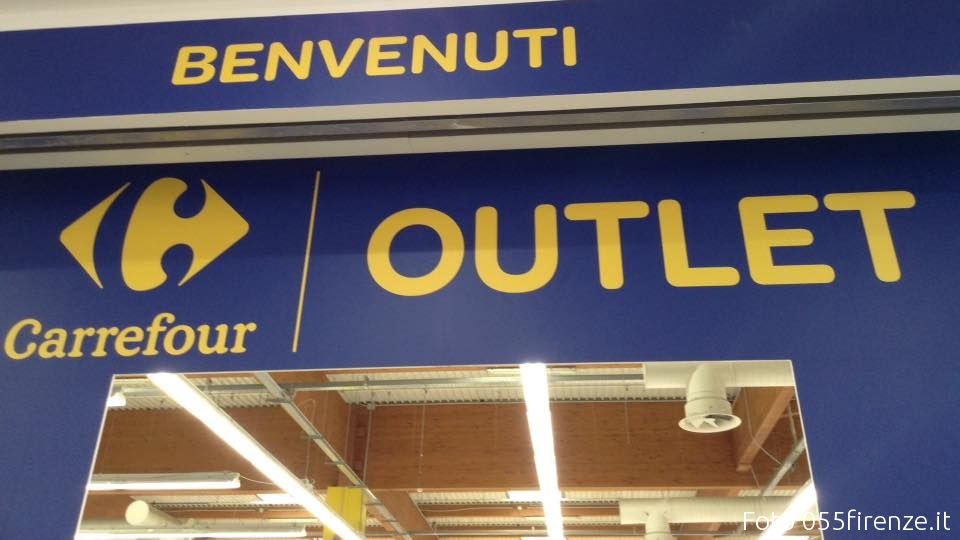 BENVENUTI
Carrefour
OUTLET
Foto 055firenze.it